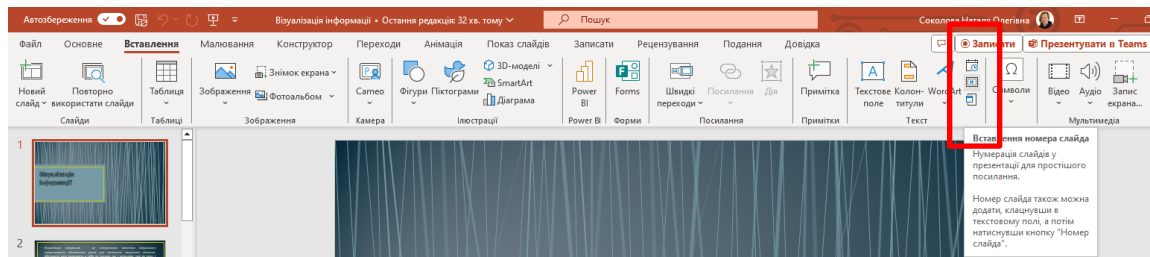 Автозбереження Візуалізація інформації • Остання редакція: 32 хв. тому Пошук Соколова Наталя Олегівна
Файл Основне Вставлення Малювання Конструктор Переходи Анімація Показ слайдів Записати Рецензування Подання Довідка Записати Презентувати в Teams
Новий слайд
Повторно використати слайди
Таблиця
Зображення
Знімок екрана
Фотоальбом
Cameo
Фігури
Піктограми
3D-моделі
SmartArt
Діаграма
Power BI
Forms
Швидкі переходи
Посилання
Дія
Примітка
Текстове поле
Колон-титули
WordArt
Символи
Відео
Аудіо
Запис екрана...
Слайди Таблиці Зображення Камера Ілюстрації Power BI Форми Посилання Примітки Текст Мультимедіа
Вставлення номера слайда
Нумерація слайдів у
презентації для простішого
посилання.
Номер слайда також можна
додати, клацнувши в
текстовому полі, а потім
натиснувши кнопку "Номер
слайда".
1
Візуалізація
інформації
2